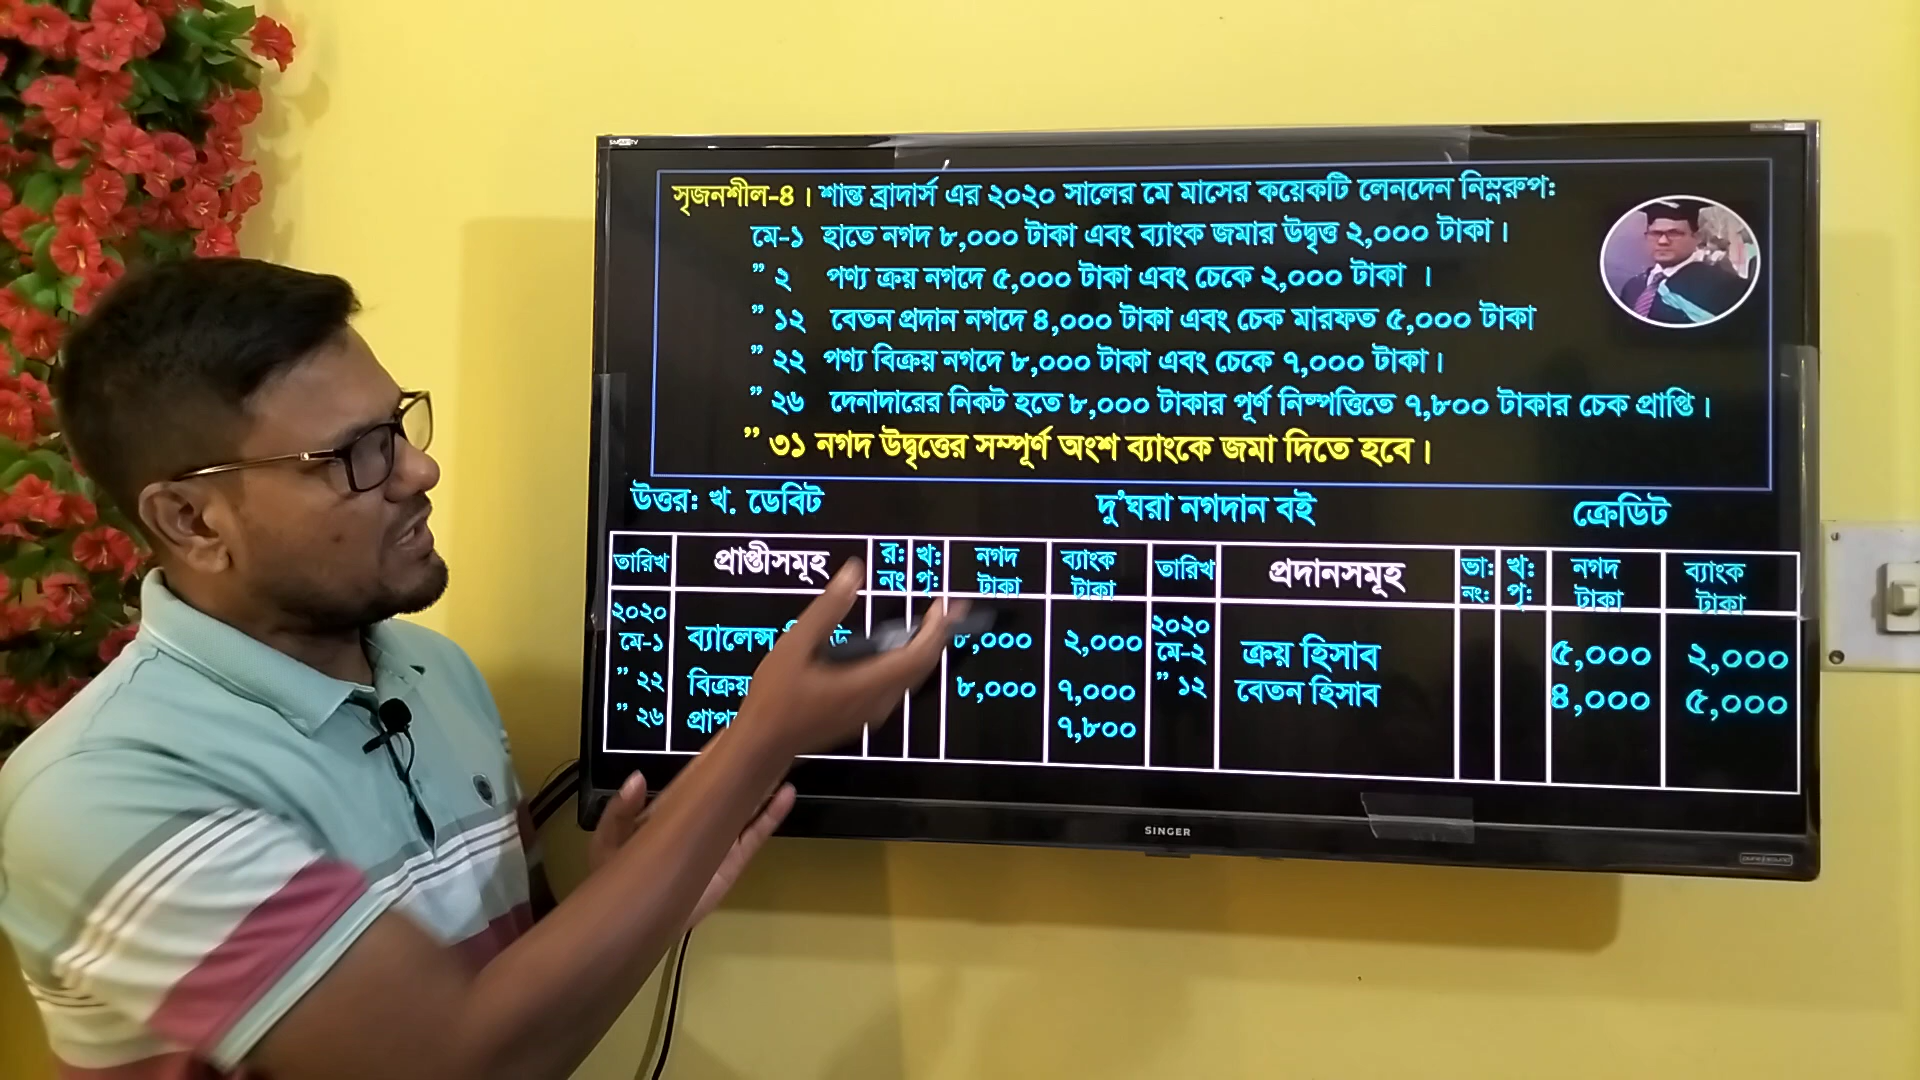 SMART TV
সৃজনশীল-৪। শান্ত ব্রাদার্স এর ২০২০ সালের মে মাসের কয়েকটি লেনদেন নিম্নরুপ:
মে-১ হাতে নগদ ৮,০০০ টাকা এবং ব্যাংক জমার উদ্বৃত্ত ২,০০০ টাকা।
” ২ পণ্য ক্রয় নগদে ৫,০০০ টাকা এবং চেকে ২,০০০ টাকা ।
” ১২ বেতন প্রদান নগদে ৪,০০০ টাকা এবং চেক মারফত ৫,০০০ টাকা
” ২২ পণ্য বিক্রয় নগদে ৮,০০০ টাকা এবং চেকে ৭,০০০ টাকা।
” ২৬ দেনাদারের নিকট হতে ৮,০০০ টাকার পূর্ণ নিষ্পত্তিতে ৭,৮০০ টাকার চেক প্রাপ্তি।
” ৩১ নগদ উদ্বৃত্তের সম্পূর্ণ অংশ ব্যাংকে জমা দিতে হবে।
উত্তর: খ. ডেবিট দু’ঘরা নগদান বই ক্রেডিট
তারিখ প্রাপ্তীসমূহ র: নং খ: পৃ: নগদ টাকা ব্যাংক টাকা তারিখ প্রদানসমূহ ভা: নং: খ: পৃ: নগদ টাকা ব্যাংক টাকা
২০২০ ২০২০
মে-১ ব্যালেন্স ৮,০০০ ২,০০০ মে-২ ক্রয় হিসাব ৫,০০০ ২,০০০
” ২২ বিক্রয় ৮,০০০ ৭,০০০ ” ১২ বেতন হিসাব ৪,০০০ ৫,০০০
” ২৬ ৭,৮০০
SINGER